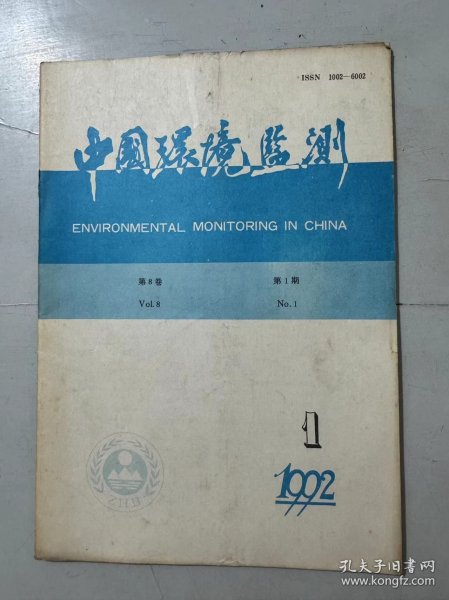 ISSN 1002—6002
中國環境監測
ENVIRONMENTAL MONITORING IN CHINA
第8卷 第1期
Vol.8 No.1
1
1992
孔夫子旧书网
www.kongfz.com